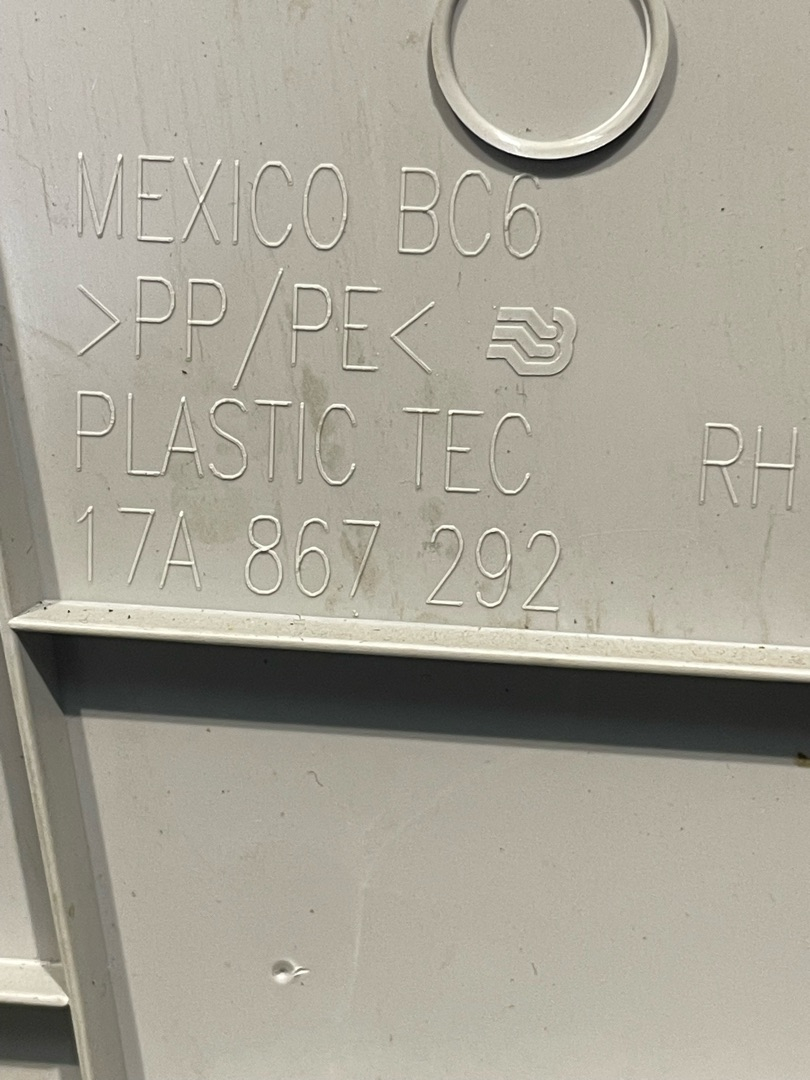 MEXICO BC6
>PP/PE<
PLASTIC TEC RH
17A 867 292